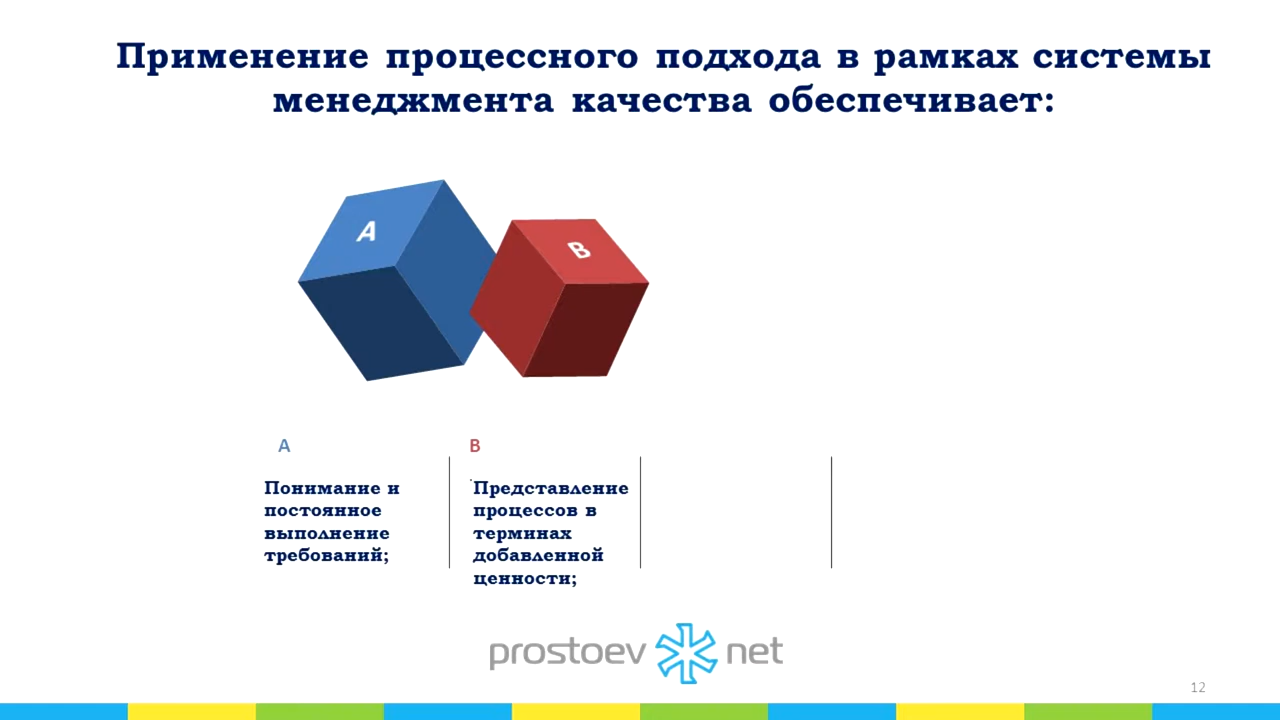 Применение процессного подхода в рамках системы
менеджмента качества обеспечивает:
A
B
A
B
Понимание и
постоянное
выполнение
требований;
Представление
процессов в
терминах
добавленной
ценности;
prostoev net
12